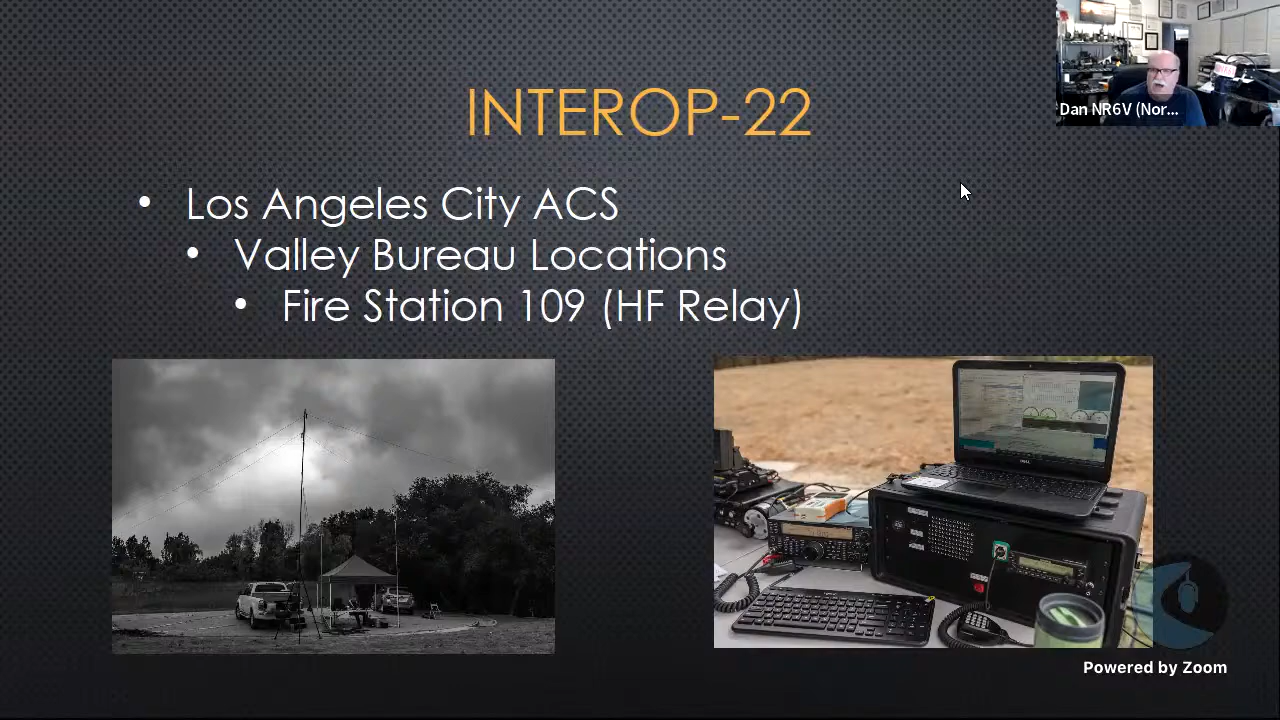 INTEROP-22
Dan NR6V (Nor...
• Los Angeles City ACS
• Valley Bureau Locations
• Fire Station 109 (HF Relay)
Powered by Zoom